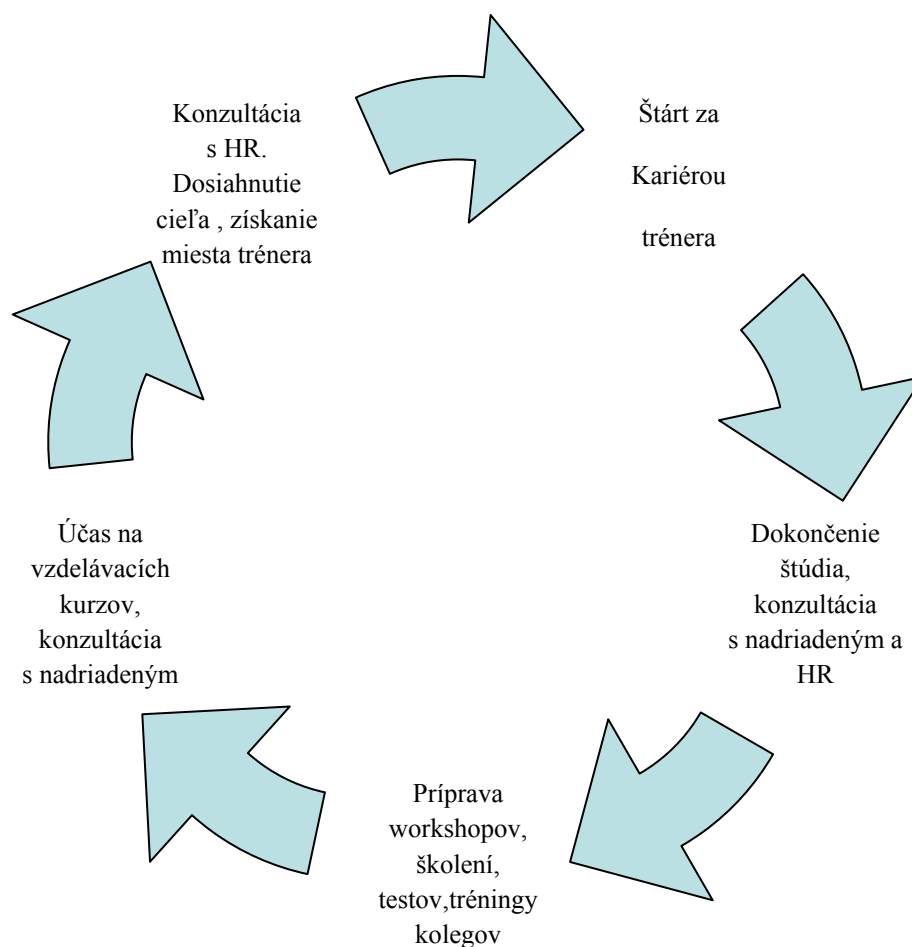 Konzultácia
s HR.
Dosiahnutie
cieľa , získanie
miesta trénera
Štárt za
Kariérou
trénera
Dokončenie
štúdia,
konzultácia
s nadriadeným a
HR
Príprava
workshopov,
školení,
testov,tréningy
kolegov
Účas na
vzdelávacích
kurzov,
konzultácia
s nadriadeným